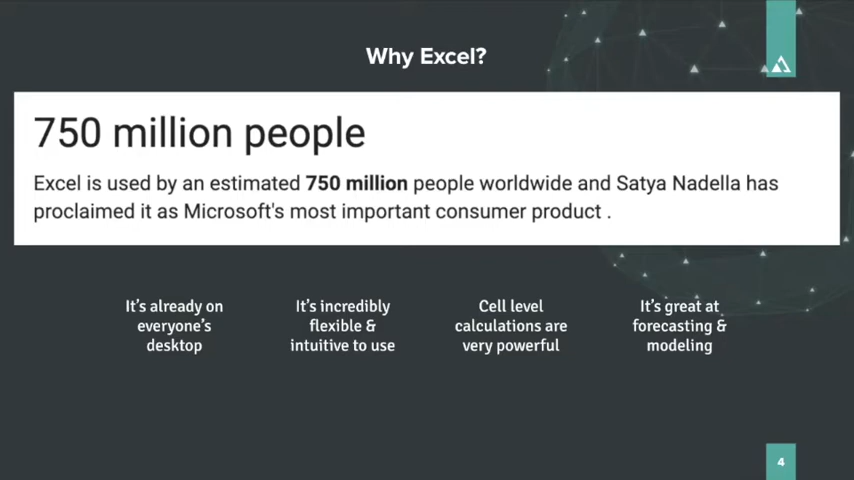 Why Excel?
750 million people
Excel is used by an estimated 750 million people worldwide and Satya Nadella has
proclaimed it as Microsoft's most important consumer product .
It's already on
everyone's
desktop
It's incredibly
flexible &
intuitive to use
Cell level
calculations are
very powerful
It's great at
forecasting &
modeling
4